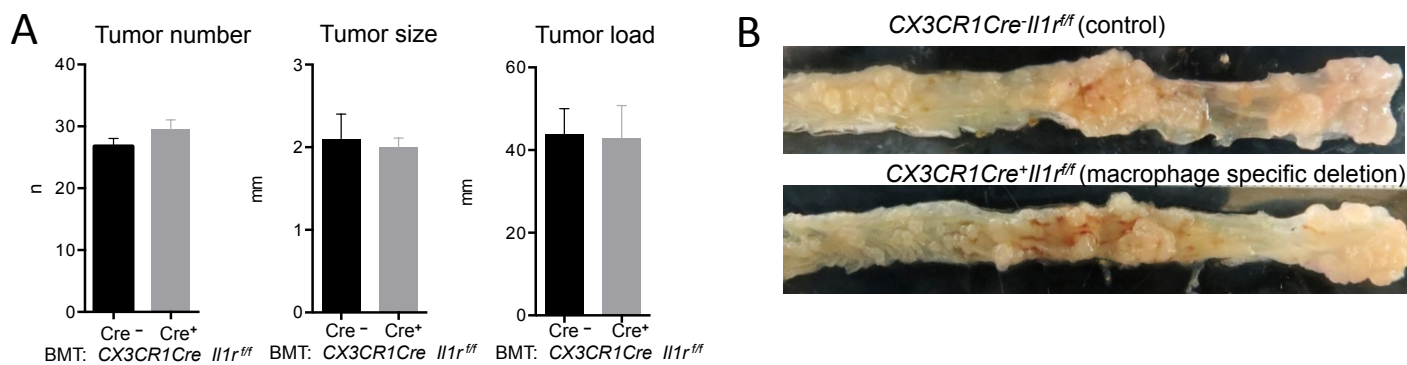 A
Tumor number
40
30
20
10
0
n
Cre – Cre+
BMT: CX3CR1Cre Il1r f/f
Tumor size
3
2
1
0
mm
Cre – Cre+
BMT: CX3CR1Cre Il1r f/f
Tumor load
60
40
20
0
mm
Cre – Cre+
BMT: CX3CR1Cre Il1r f/f
B
CX3CR1Cre-Il1rf/f (control)
CX3CR1Cre+Il1rf/f (macrophage specific deletion)